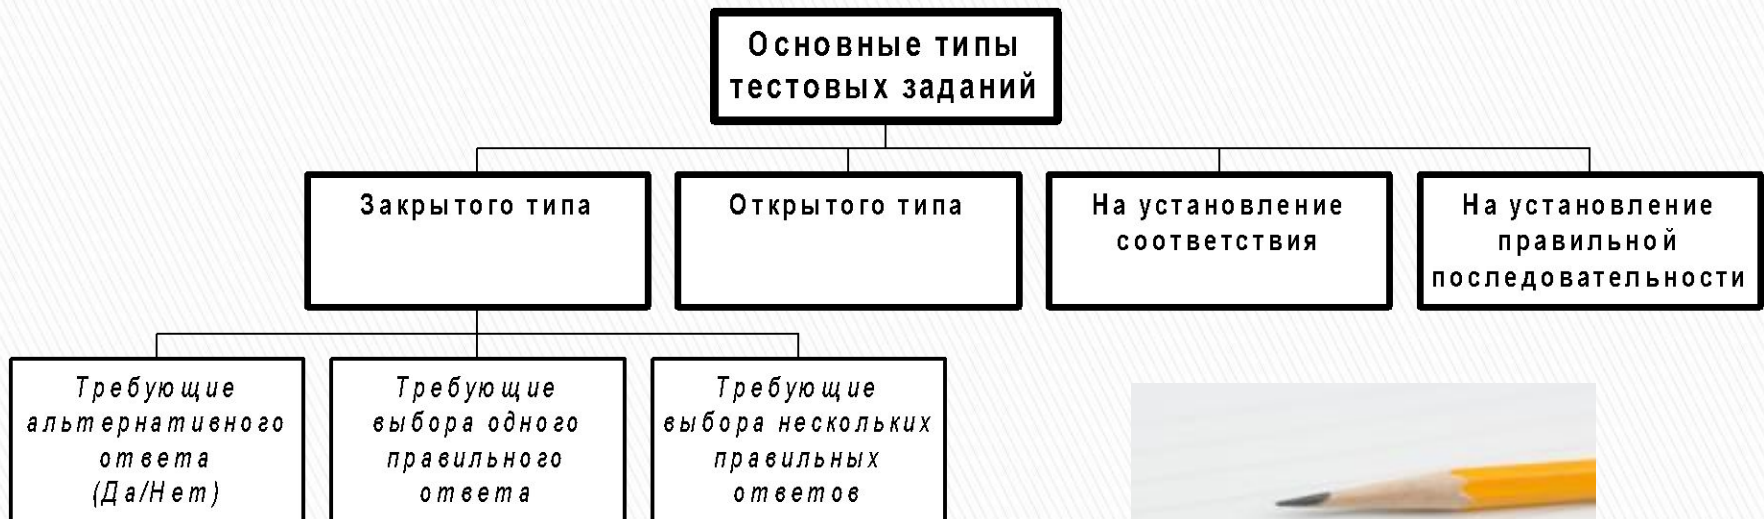 Основные типы
тестовых заданий
Закрытого типа
Открытого типа
На установление
соответствия
На установление
правильной
последовательности
Требующие
альтернативного
ответа
(Да/Нет)
Требующие
выбора одного
правильного
ответа
Требующие
выбора нескольких
правильных
ответов